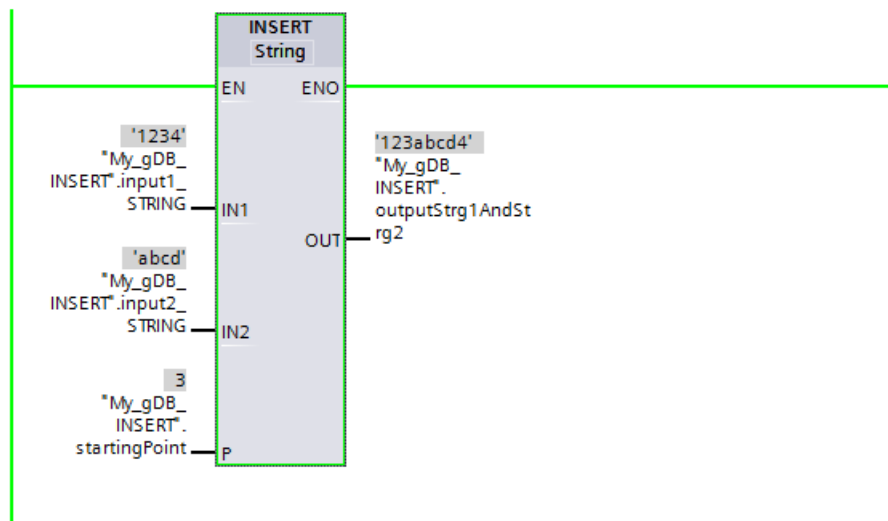 INSERT
String
EN
ENO
'1234'
"My_gDB_
INSERT".input1_
STRING
IN1
'123abcd4'
"My_gDB_
INSERT".
outputStrg1AndSt
rg2
OUT
'abcd'
"My_gDB_
INSERT".input2_
STRING
IN2
3
"My_gDB_
INSERT".
startingPoint
P